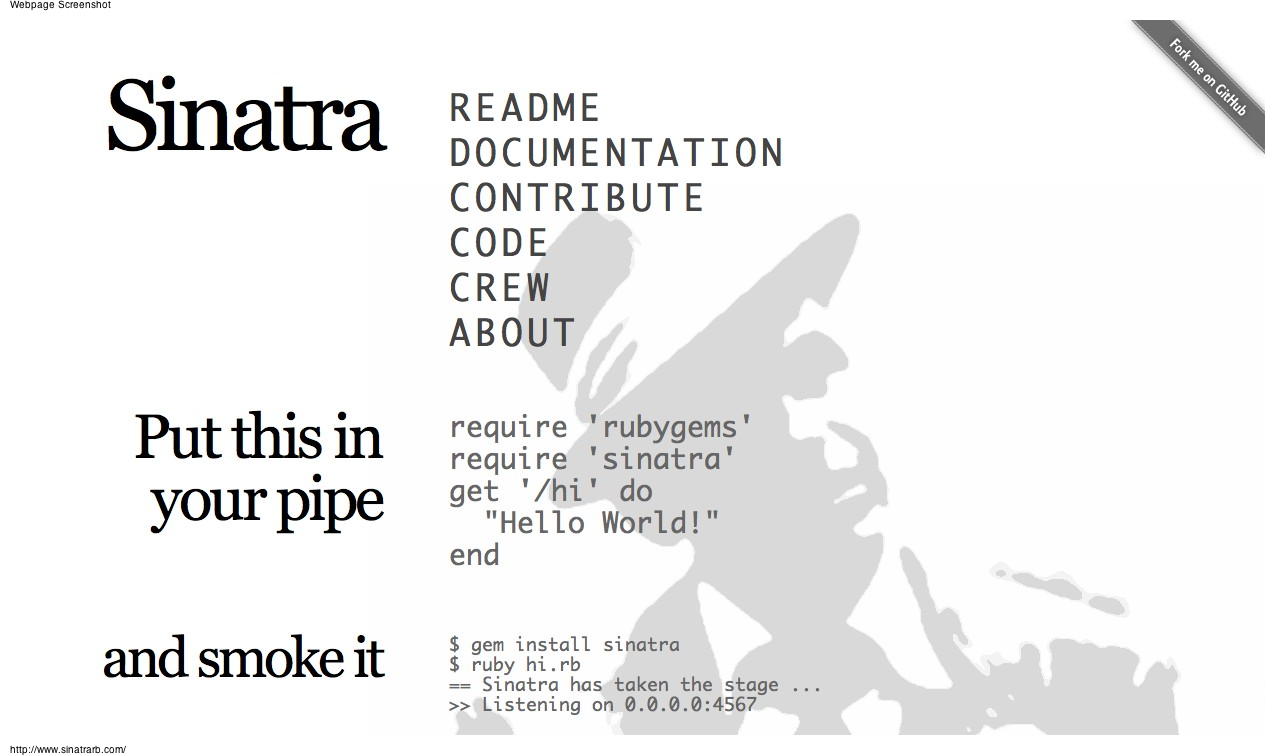 Webpage Screenshot
Fork me on GitHub
Sinatra
README
DOCUMENTATION
CONTRIBUTE
CODE
CREW
ABOUT
Put this in
your pipe
require 'rubygems'
require 'sinatra'
get '/hi' do
  "Hello World!"
end
and smoke it
$ gem install sinatra
$ ruby hi.rb
== Sinatra has taken the stage ...
>> Listening on 0.0.0.0:4567
http://www.sinatrarb.com/